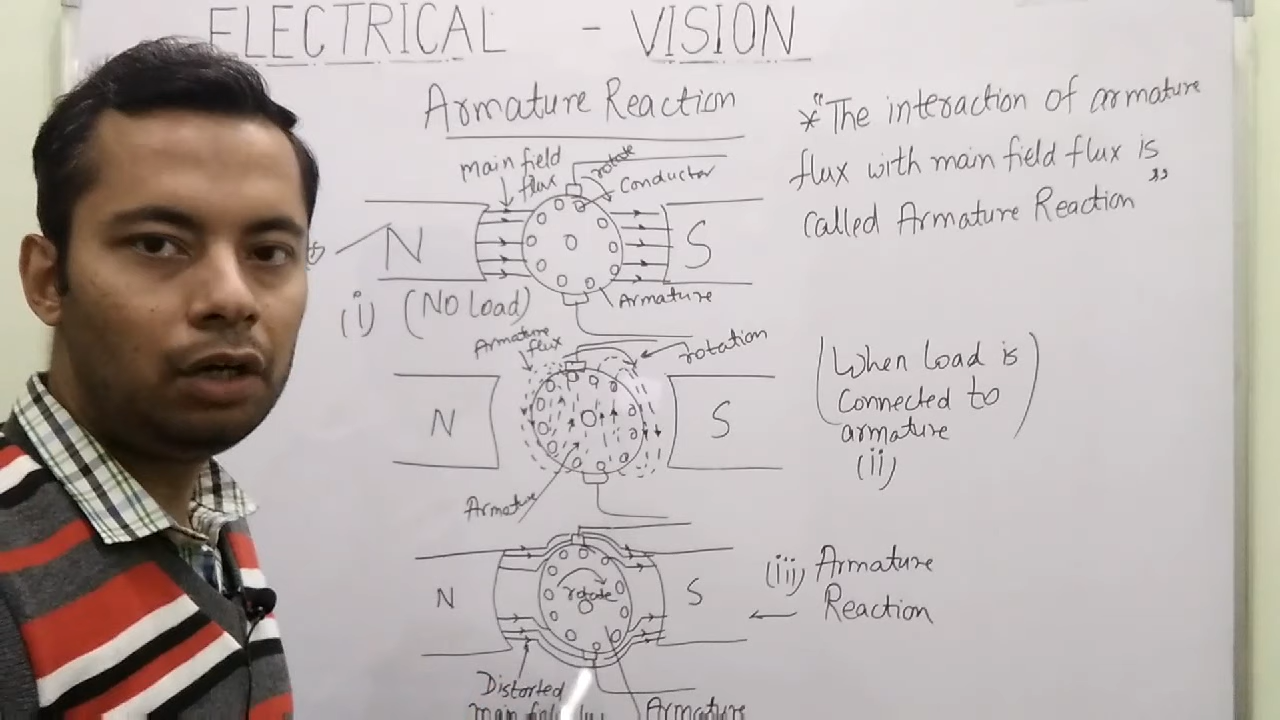 ELECTRICAL - VISION
Armature Reaction
* "The interaction of armature
flux with main field flux is
called Armature Reaction"
main field
flux
rotate
Conductor
N
S
(i) (NO LOAD)
Armature
Armature
flux
rotation
N
S
(When load is
connected to
armature)
(ii)
Armature
N
rotate
S
(iii) Armature
Reaction
Distorted
main field
Armature